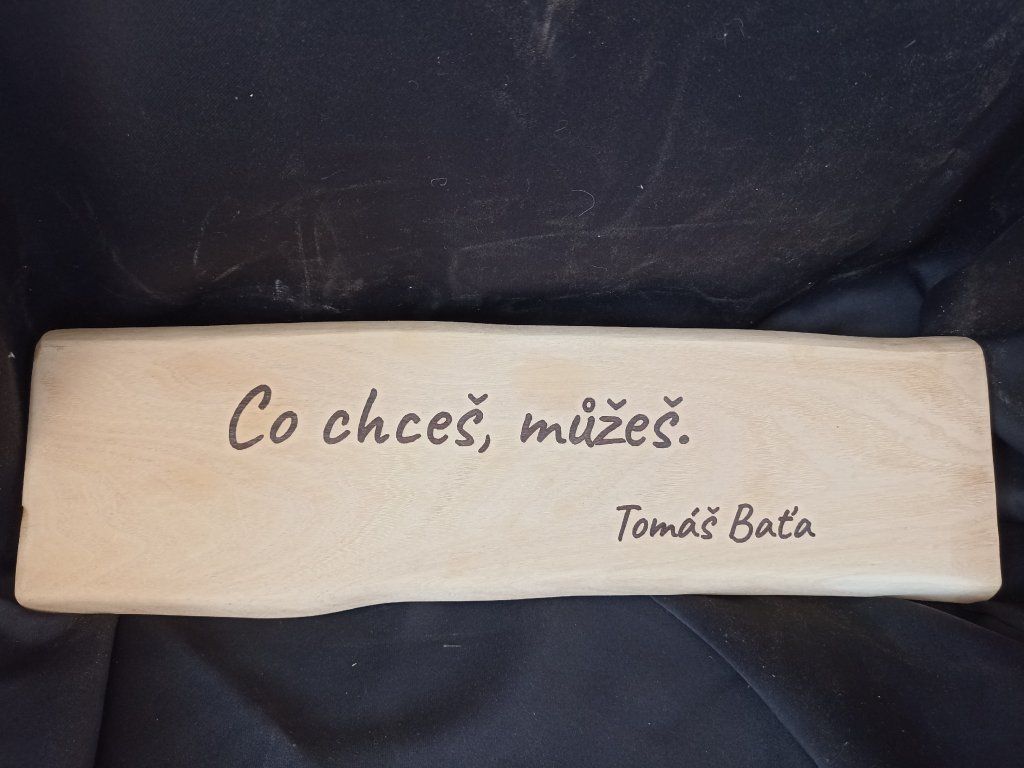 Co chceš, můžeš.
Tomáš Baťa